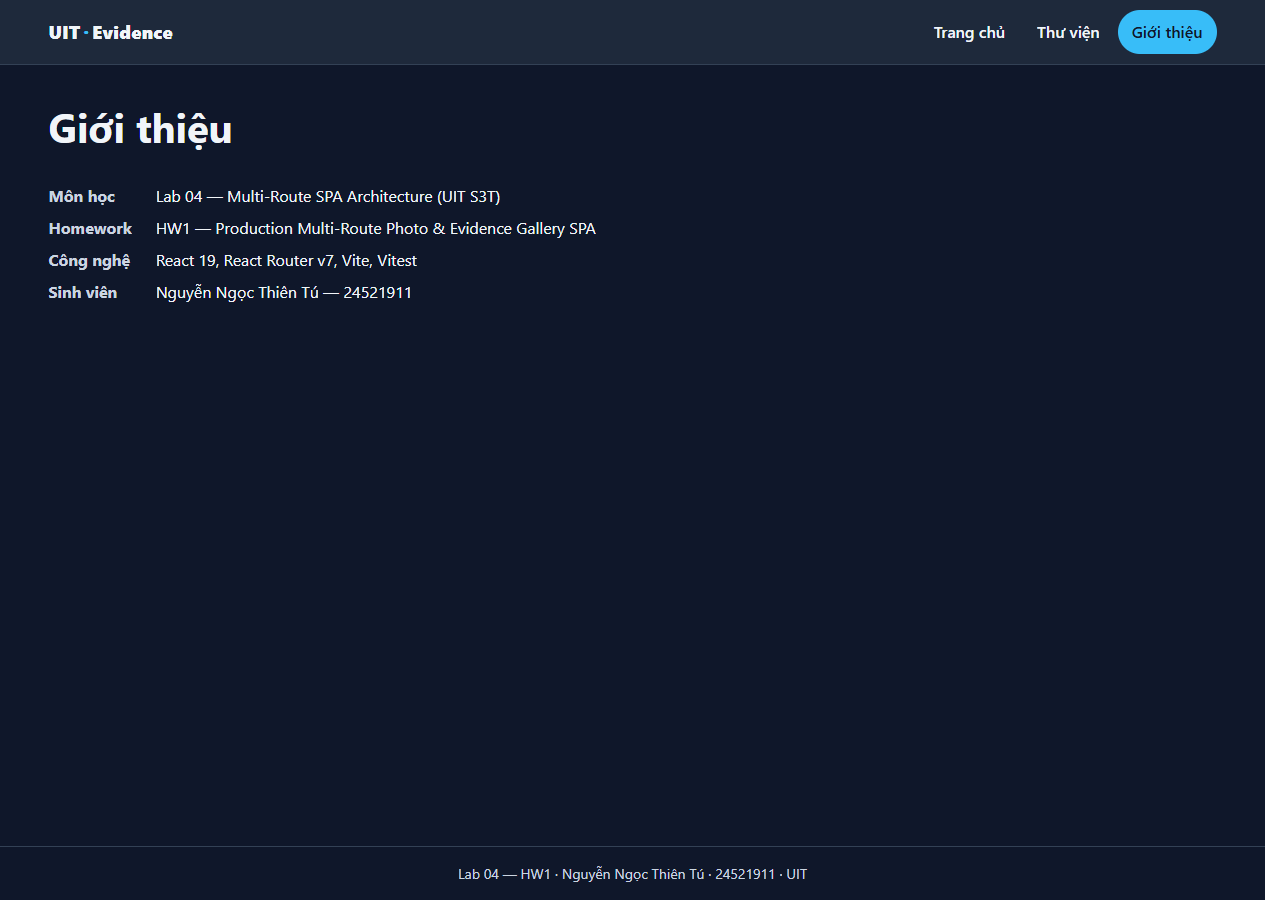 UIT · Evidence
Trang chủ Thư viện Giới thiệu
Giới thiệu
Môn học Lab 04 — Multi-Route SPA Architecture (UIT S3T)
Homework HW1 — Production Multi-Route Photo & Evidence Gallery SPA
Công nghệ React 19, React Router v7, Vite, Vitest
Sinh viên Nguyễn Ngọc Thiên Tú — 24521911
Lab 04 — HW1 · Nguyễn Ngọc Thiên Tú · 24521911 · UIT